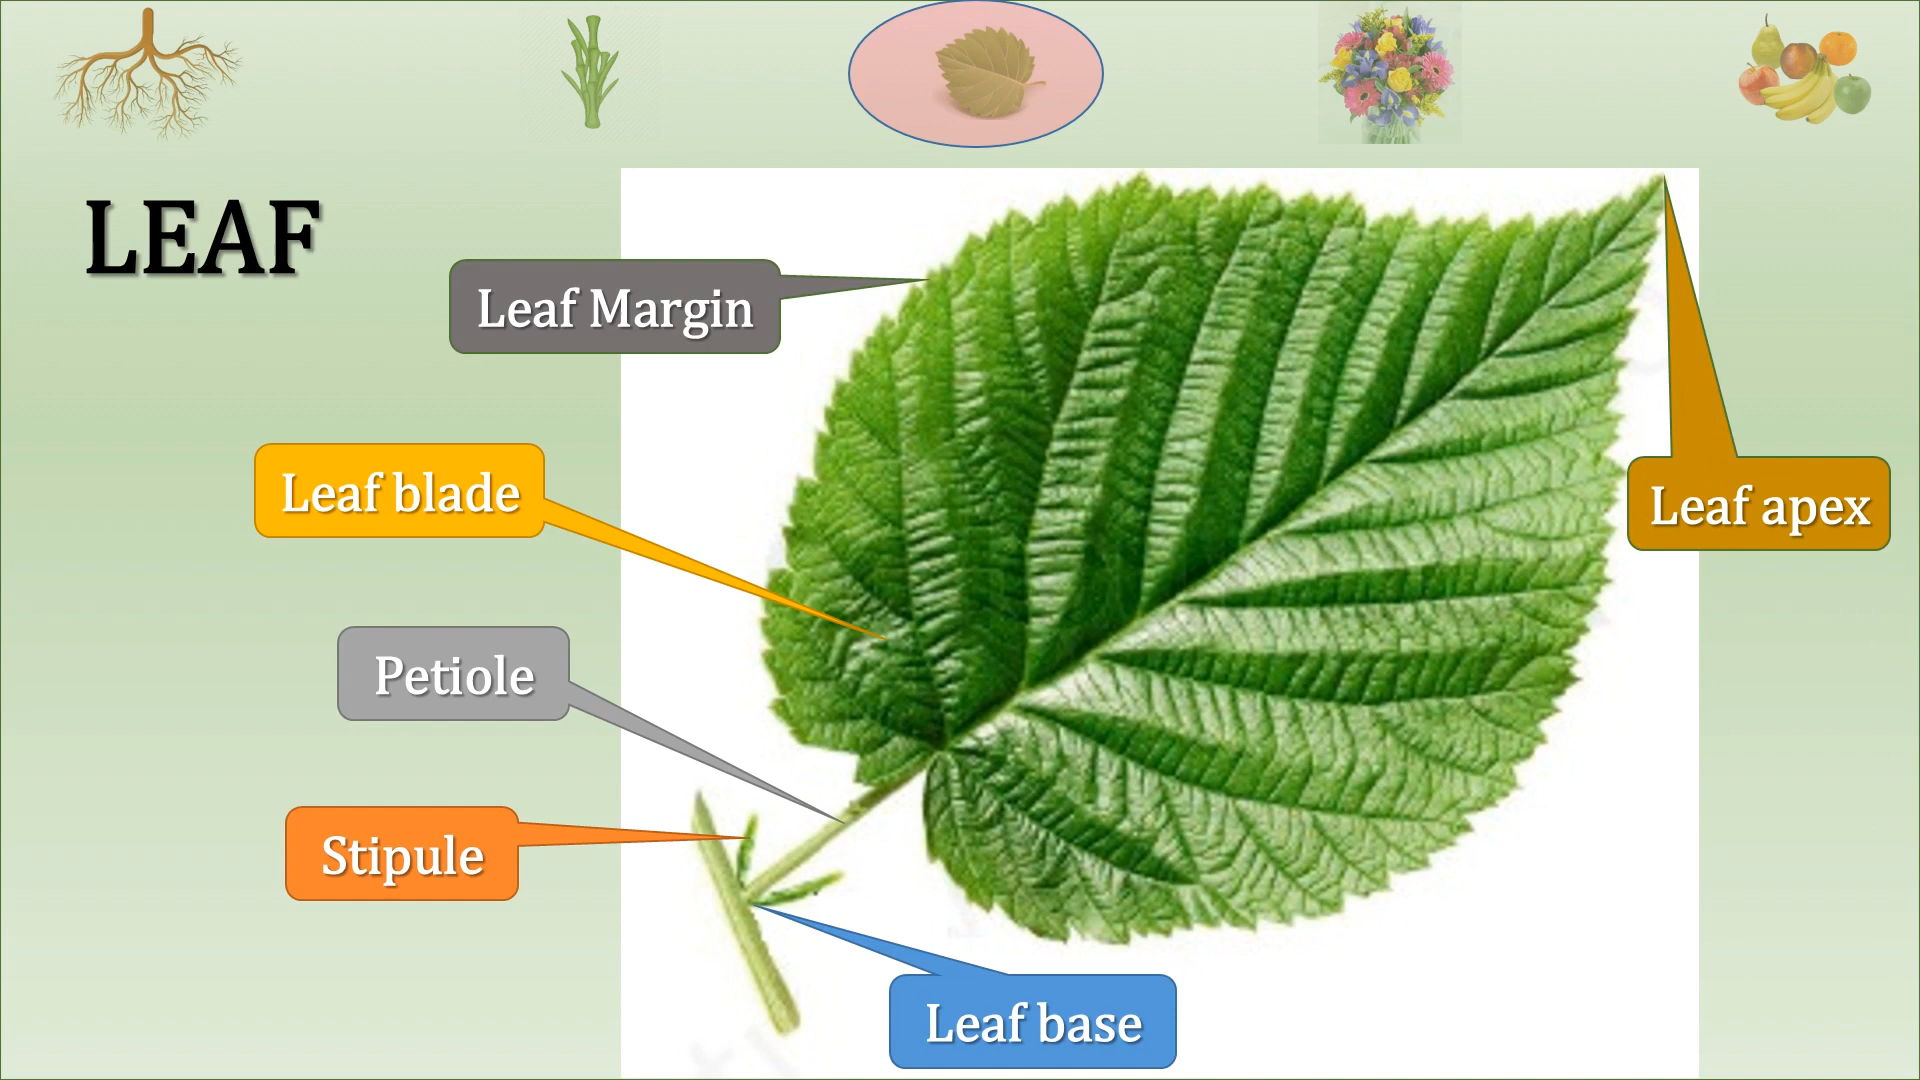 LEAF
Leaf Margin
Leaf blade
Leaf apex
Petiole
Stipule
Leaf base